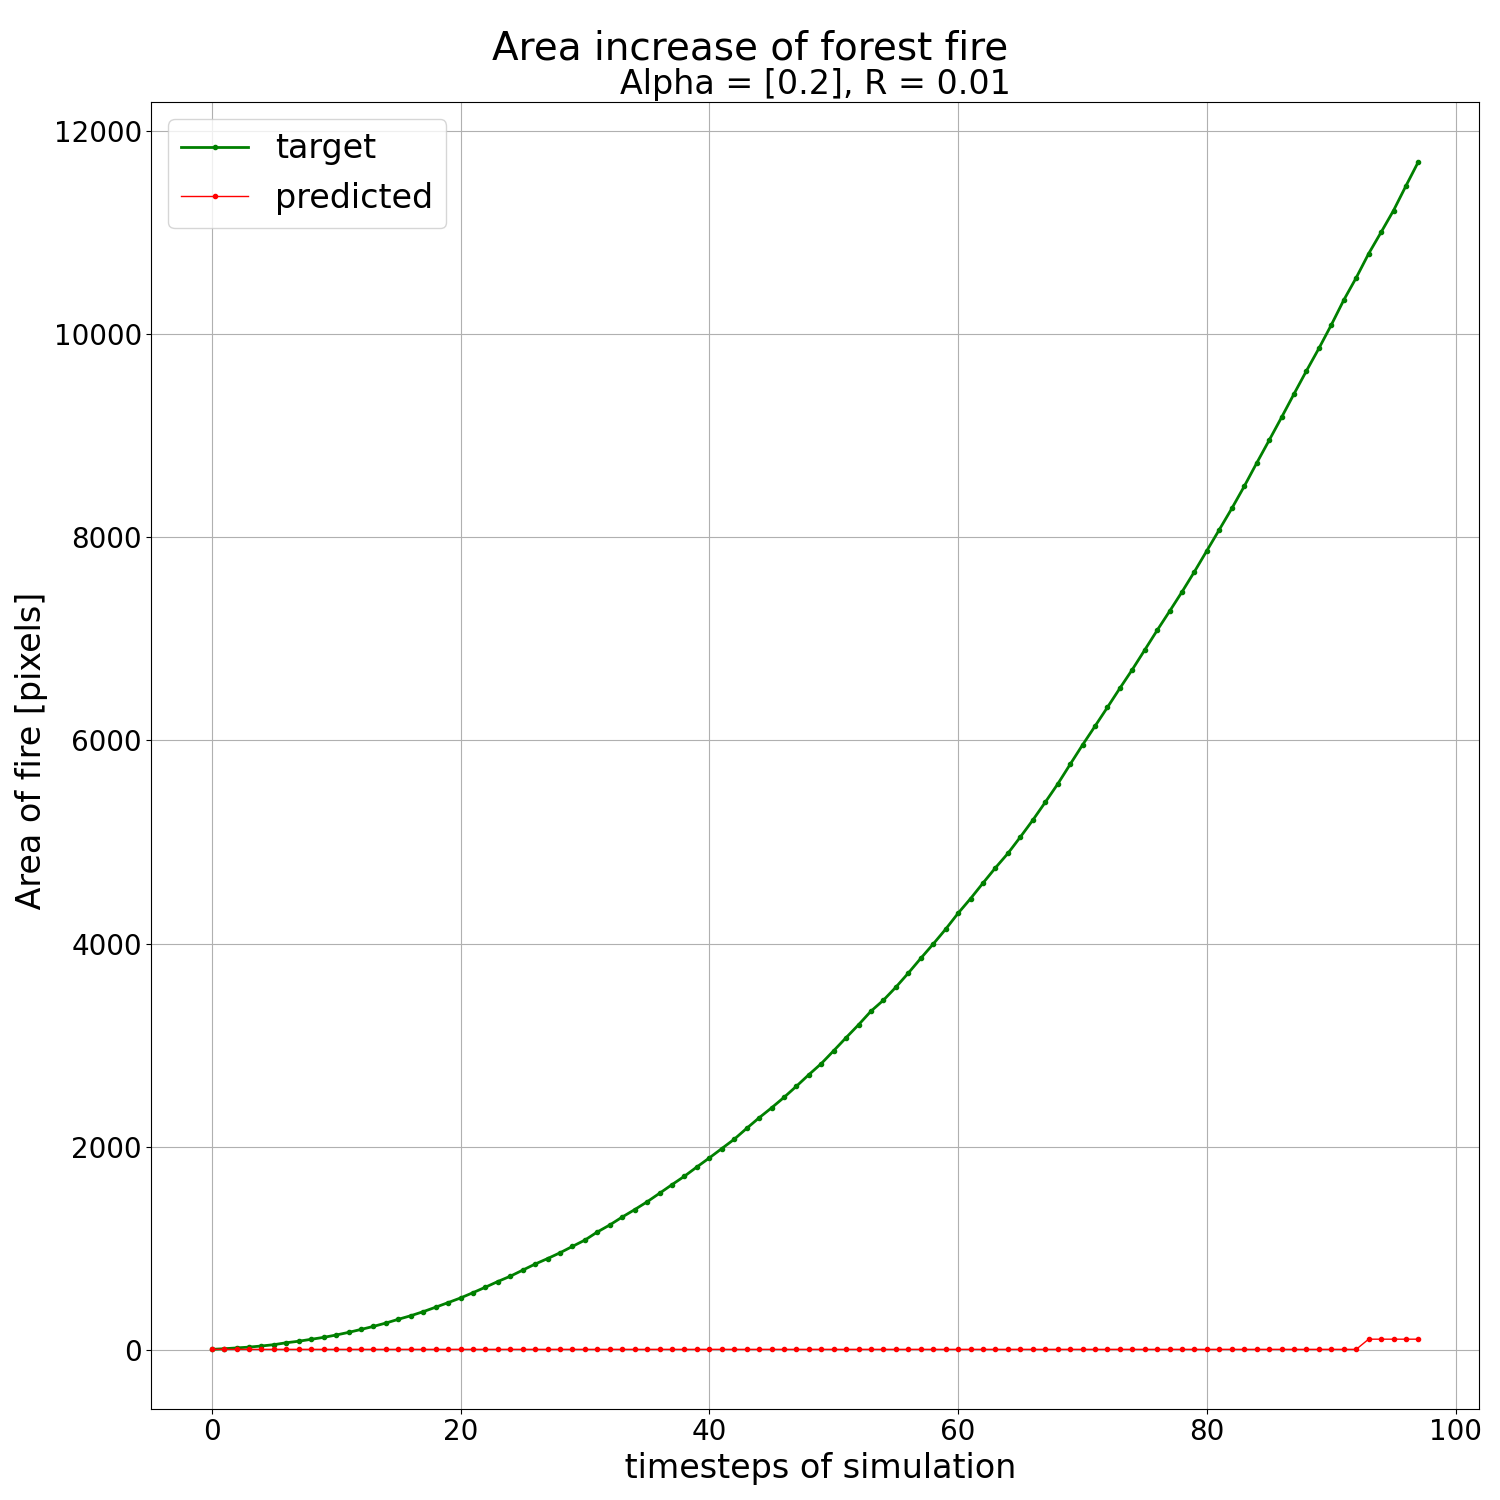 Area increase of forest fire
Alpha = [0.2], R = 0.01
target
predicted
Area of fire [pixels]
12000
10000
8000
6000
4000
2000
0
0 20 40 60 80 100
timesteps of simulation